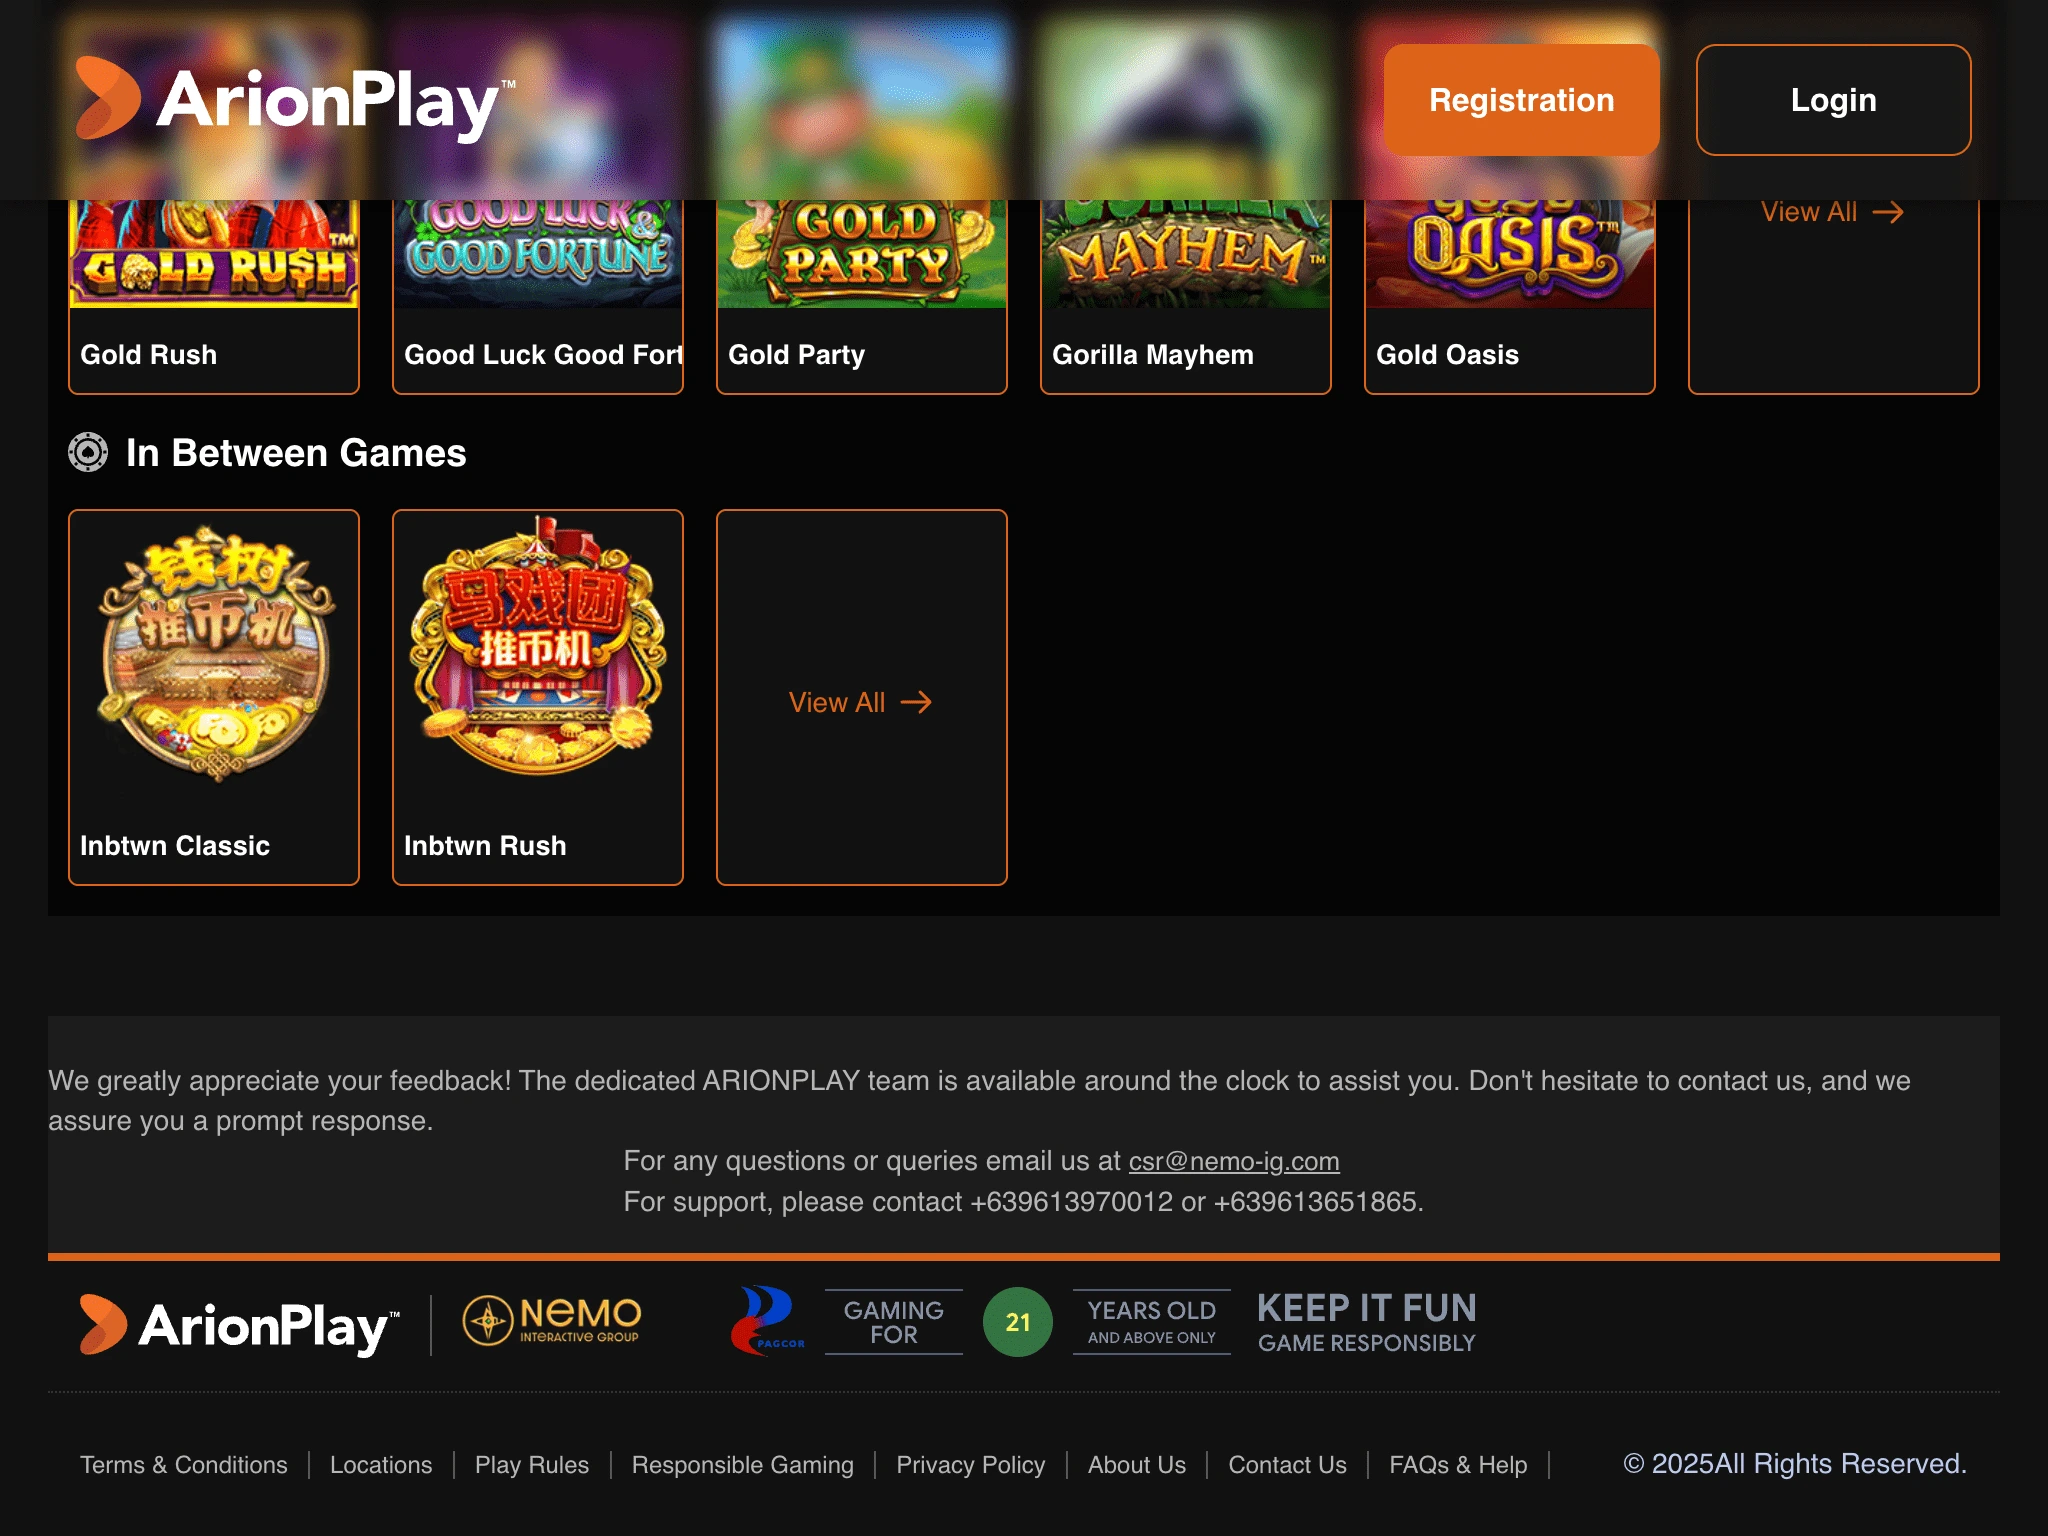 ArionPlay™
Registration
Login
GOLD RU$H™
GOOD LUCK &
GOOD FORTUNE
GOLD
PARTY
GORILLA
MAYHEM™
GOLD
OASIS™
View All →
Gold Rush
Good Luck Good Fort
Gold Party
Gorilla Mayhem
Gold Oasis
In Between Games
钱树
推币机
马戏团
推币机
View All →
Inbtwn Classic
Inbtwn Rush
We greatly appreciate your feedback! The dedicated ARIONPLAY team is available around the clock to assist you. Don't hesitate to contact us, and we
assure you a prompt response.
For any questions or queries email us at csr@nemo-ig.com
For support, please contact +639613970012 or +639613651865.
ArionPlay™
NEMO
INTERACTIVE GROUP
PAGCOR
GAMING
FOR
21
YEARS OLD
AND ABOVE ONLY
KEEP IT FUN
GAME RESPONSIBLY
Terms & Conditions
Locations
Play Rules
Responsible Gaming
Privacy Policy
About Us
Contact Us
FAQs & Help
© 2025All Rights Reserved.